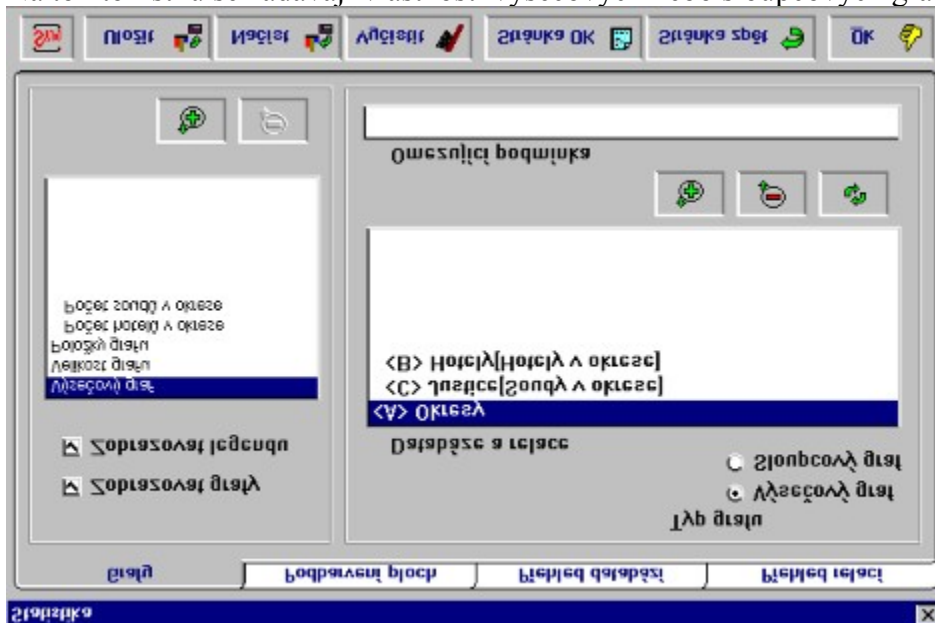 Statistika
Grafy
Podbarvení ploch
Přehled databází
Přehled relací
Zobrazovat grafy
Zobrazovat legendu
Výsečový graf
Velikost grafu
Položky grafu
Počet hotelů v okrese
Počet soudů v okrese
Typ grafu
Výsečový graf
Sloupcový graf
Databáze a relace
<A> Okresy
<C> Justice[Soudy v okrese]
<B> Hotely[Hotely v okrese]
Omezující podmínka
Uložit
Načíst
Vyčistit
Stránka OK
Stránka zpět
Ok